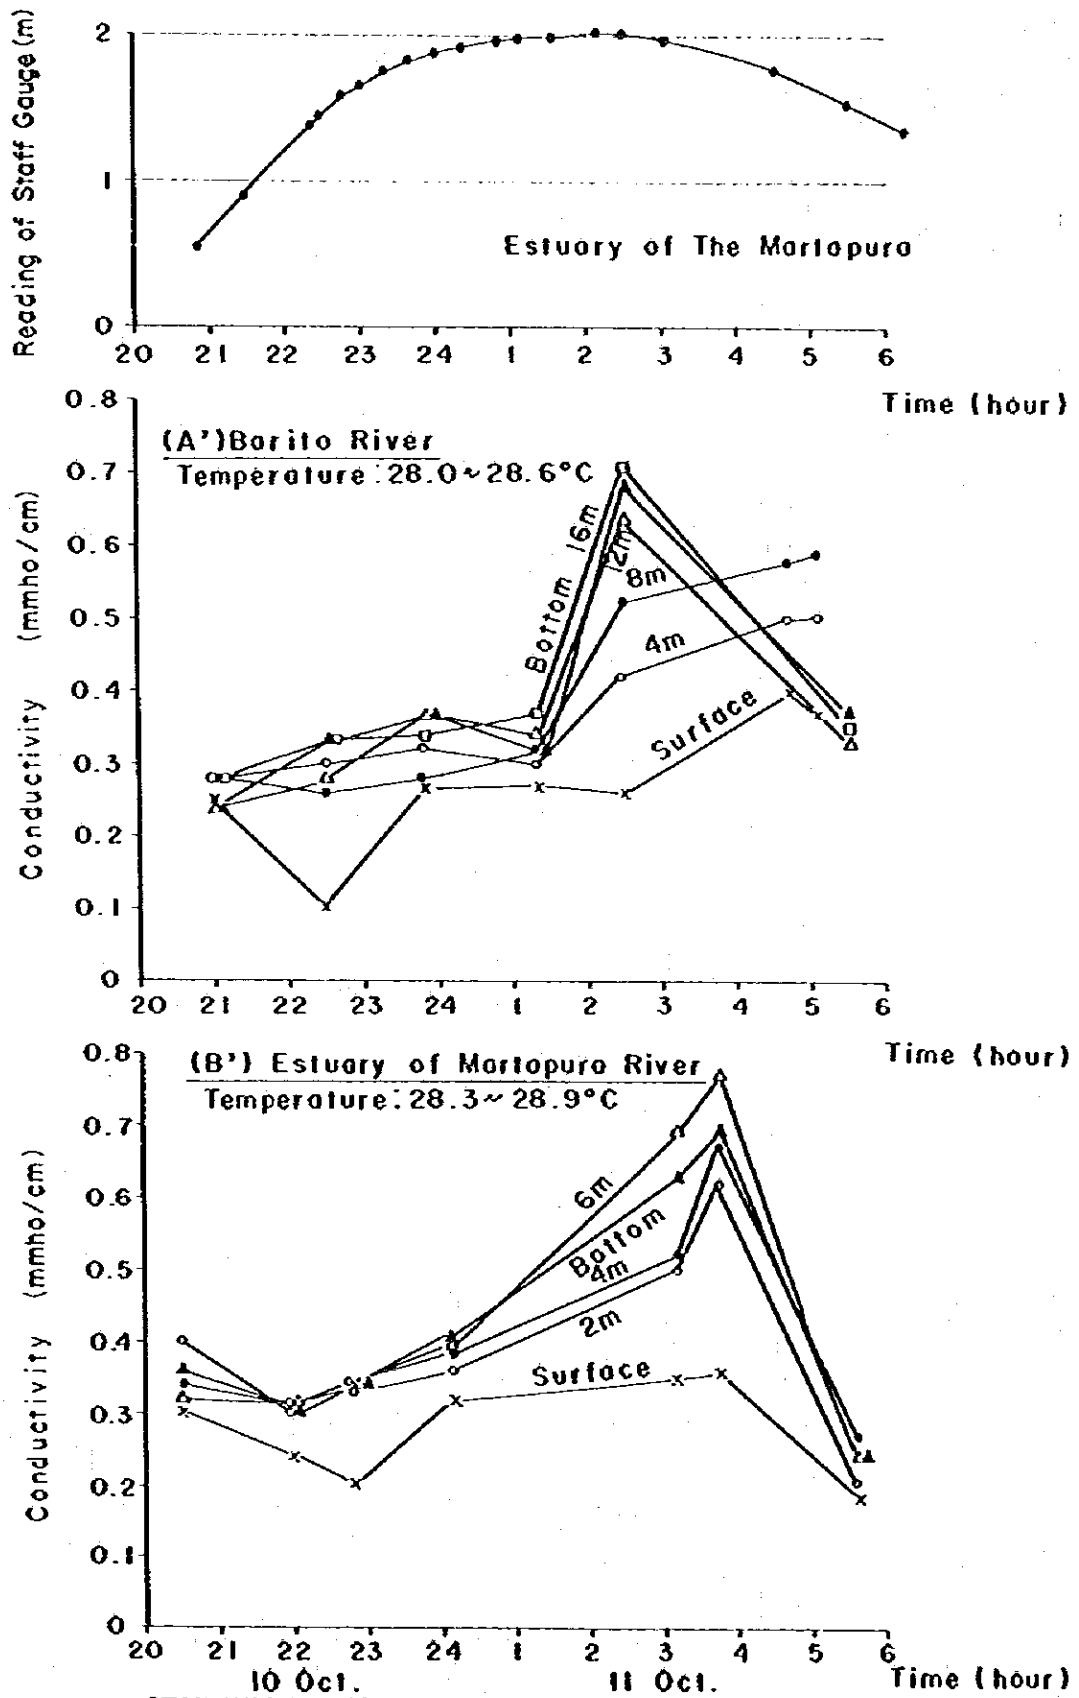 Reading of Staff Gauge (m)
2
1
0
20 21 22 23 24 1 2 3 4 5 6
Estuary of The Martapura
Time (hour)
Conductivity (mmho/cm)
0.8
0.7
0.6
0.5
0.4
0.3
0.2
0.1
0
(A') Barito River
Temperature : 28.0~28.6°C
Bottom 16m
12m
8m
4m
Surface
20 21 22 23 24 1 2 3 4 5 6
Time (hour)
Conductivity (mmho/cm)
0.8
0.7
0.6
0.5
0.4
0.3
0.2
0.1
0
(B') Estuary of Martapura River
Temperature : 28.3~28.9°C
6m
Bottom
4m
2m
Surface
20 21 22 23 24 1 2 3 4 5 6
10 Oct. 11 Oct. Time (hour)